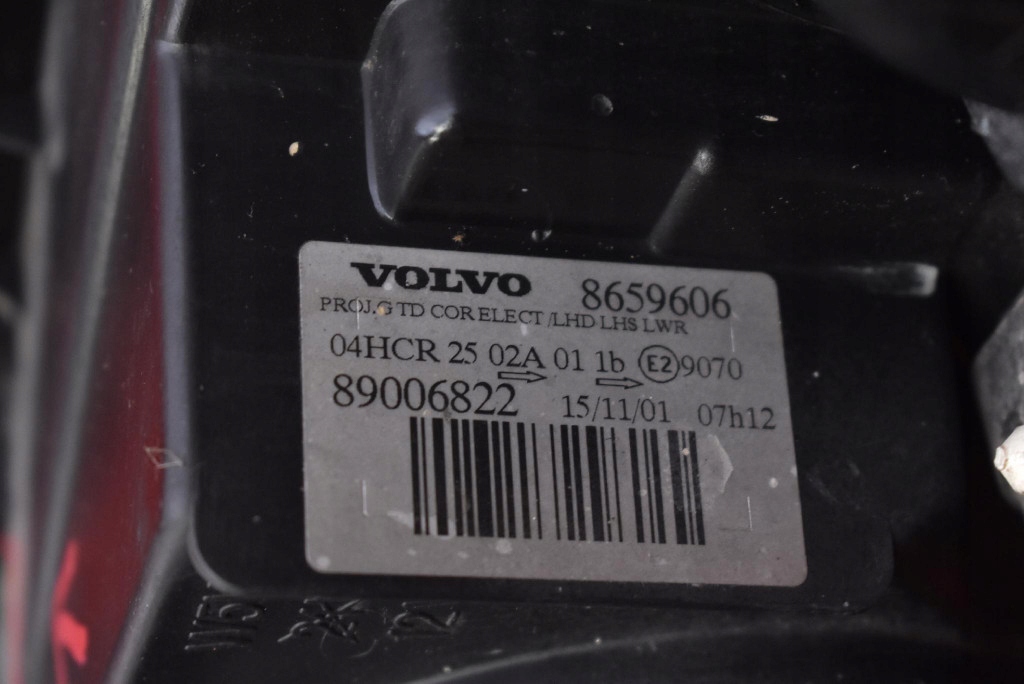 VOLVO 8659606
PROJ.G TD COR ELECT /LHD LHS LWR
04HCR 25 02A 01 1b E2 9070
89006822 15/11/01 07h12
12